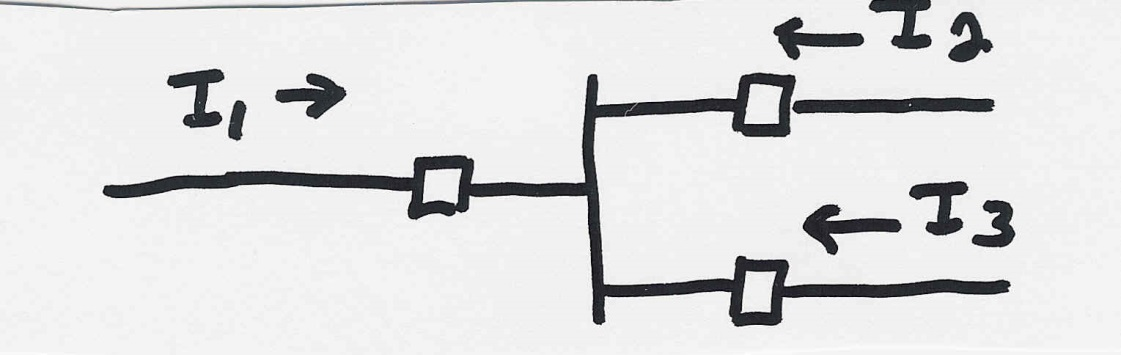 I1 →
← I2
← I3